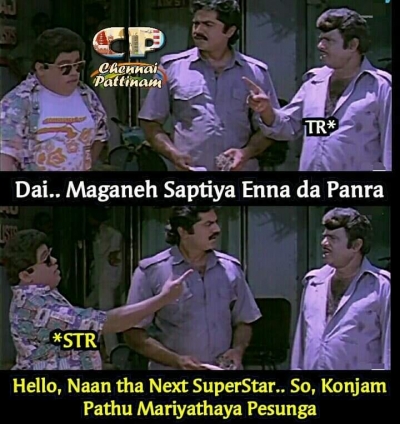 CP
Chennai
Pattinam
TR*
Dai.. Maganeh Saptiya Enna da Panra
*STR
Hello, Naan tha Next SuperStar.. So, Konjam
Pathu Mariyathaya Pesunga